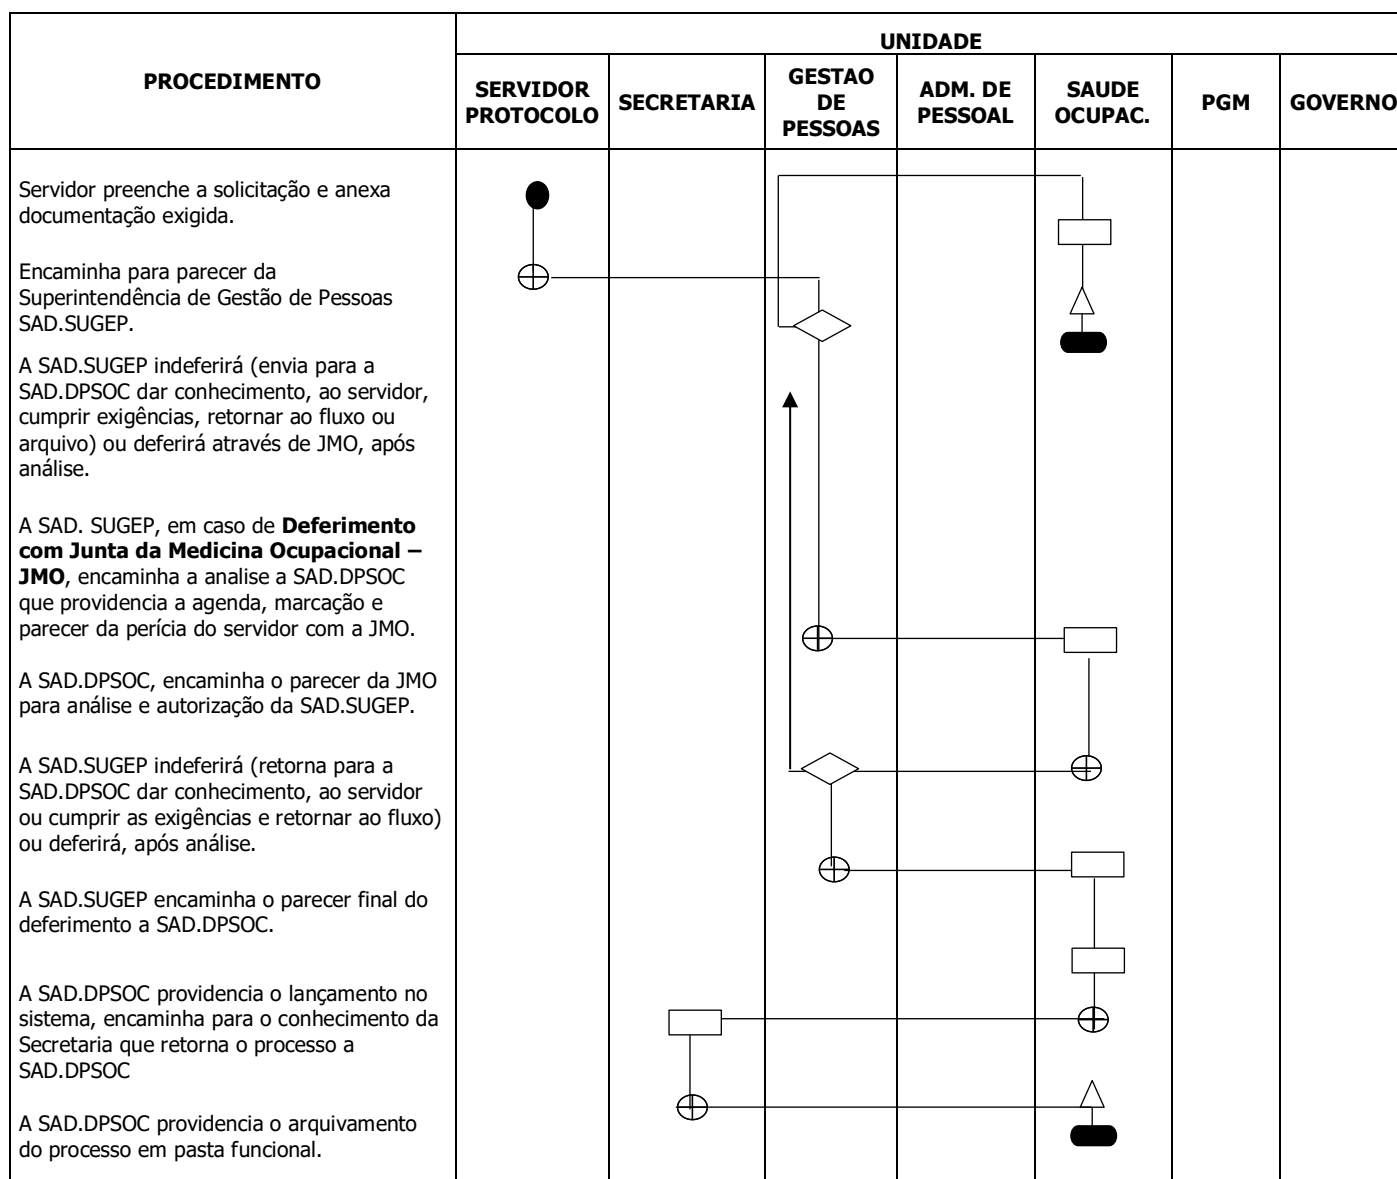 PROCEDIMENTO
UNIDADE
SERVIDOR
PROTOCOLO
SECRETARIA
GESTAO
DE
PESSOAS
ADM. DE
PESSOAL
SAUDE
OCUPAC.
PGM
GOVERNO
Servidor preenche a solicitação e anexa
documentação exigida.
Encaminha para parecer da
Superintendência de Gestão de Pessoas
SAD.SUGEP.
A SAD.SUGEP indeferirá (envia para a
SAD.DPSOC dar conhecimento, ao servidor,
cumprir exigências, retornar ao fluxo ou
arquivo) ou deferirá através de JMO, após
análise.
A SAD. SUGEP, em caso de Deferimento
com Junta da Medicina Ocupacional –
JMO, encaminha a analise a SAD.DPSOC
que providencia a agenda, marcação e
parecer da perícia do servidor com a JMO.
A SAD.DPSOC, encaminha o parecer da JMO
para análise e autorização da SAD.SUGEP.
A SAD.SUGEP indeferirá (retorna para a
SAD.DPSOC dar conhecimento, ao servidor
ou cumprir as exigências e retornar ao fluxo)
ou deferirá, após análise.
A SAD.SUGEP encaminha o parecer final do
deferimento a SAD.DPSOC.
A SAD.DPSOC providencia o lançamento no
sistema, encaminha para o conhecimento da
Secretaria que retorna o processo a
SAD.DPSOC
A SAD.DPSOC providencia o arquivamento
do processo em pasta funcional.